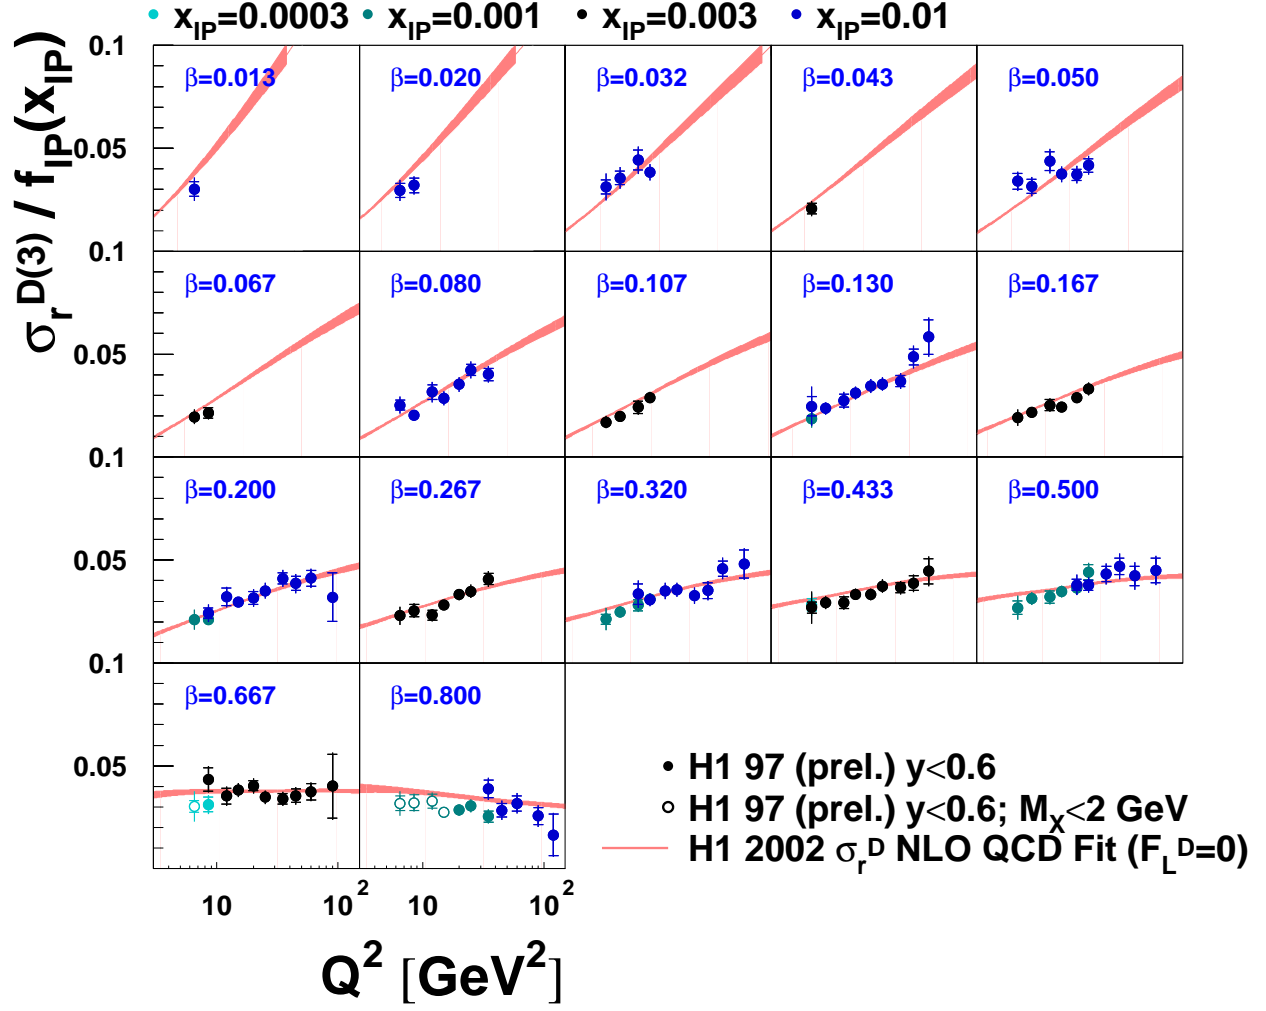 x_IP=0.0003 x_IP=0.001 x_IP=0.003 x_IP=0.01
σ_r^D(3) / f_IP(x_IP)
0.1
β=0.013 β=0.020 β=0.032 β=0.043 β=0.050
0.05
0.1
β=0.067 β=0.080 β=0.107 β=0.130 β=0.167
0.05
0.1
β=0.200 β=0.267 β=0.320 β=0.433 β=0.500
0.05
0.1
β=0.667 β=0.800
0.05
H1 97 (prel.) y<0.6
H1 97 (prel.) y<0.6; M_X<2 GeV
H1 2002 σ_r^D NLO QCD Fit (F_L^D=0)
10 10^2 10 10^2
Q^2 [GeV^2]